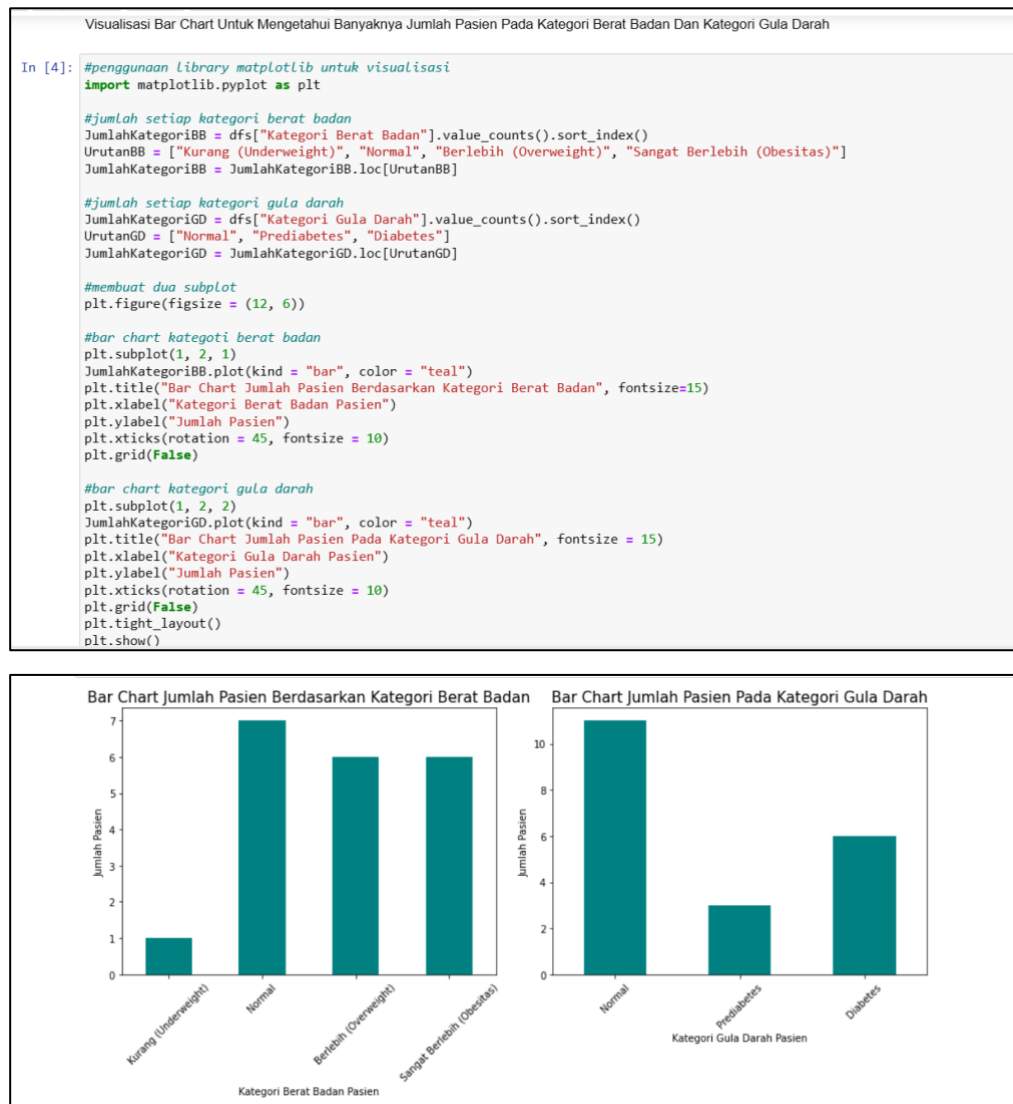 Visualisasi Bar Chart Untuk Mengetahui Banyaknya Jumlah Pasien Pada Kategori Berat Badan Dan Kategori Gula Darah
In [4]: #penggunaan library matplotlib untuk visualisasi
import matplotlib.pyplot as plt
#jumlah setiap kategori berat badan
JumlahKategoriBB = dfs["Kategori Berat Badan"].value_counts().sort_index()
UrutanBB = ["Kurang (Underweight)", "Normal", "Berlebih (Overweight)", "Sangat Berlebih (Obesitas)"]
JumlahKategoriBB = JumlahKategoriBB.loc[UrutanBB]
#jumlah setiap kategori gula darah
JumlahKategoriGD = dfs["Kategori Gula Darah"].value_counts().sort_index()
UrutanGD = ["Normal", "Prediabetes", "Diabetes"]
JumlahKategoriGD = JumlahKategoriGD.loc[UrutanGD]
#membuat dua subplot
plt.figure(figsize = (12, 6))
#bar chart kategoti berat badan
plt.subplot(1, 2, 1)
JumlahKategoriBB.plot(kind = "bar", color = "teal")
plt.title("Bar Chart Jumlah Pasien Berdasarkan Kategori Berat Badan", fontsize=15)
plt.xlabel("Kategori Berat Badan Pasien")
plt.ylabel("Jumlah Pasien")
plt.xticks(rotation = 45, fontsize = 10)
plt.grid(False)
#bar chart kategori gula darah
plt.subplot(1, 2, 2)
JumlahKategoriGD.plot(kind = "bar", color = "teal")
plt.title("Bar Chart Jumlah Pasien Pada Kategori Gula Darah", fontsize = 15)
plt.xlabel("Kategori Gula Darah Pasien")
plt.ylabel("Jumlah Pasien")
plt.xticks(rotation = 45, fontsize = 10)
plt.grid(False)
plt.tight_layout()
plt.show()
Bar Chart Jumlah Pasien Berdasarkan Kategori Berat Badan
7
6
5
4
3
2
1
0
Jumlah Pasien
Kurang (Underweight)
Normal
Berlebih (Overweight)
Sangat Berlebih (Obesitas)
Kategori Berat Badan Pasien
Bar Chart Jumlah Pasien Pada Kategori Gula Darah
10
8
6
4
2
0
Jumlah Pasien
Normal
Prediabetes
Diabetes
Kategori Gula Darah Pasien